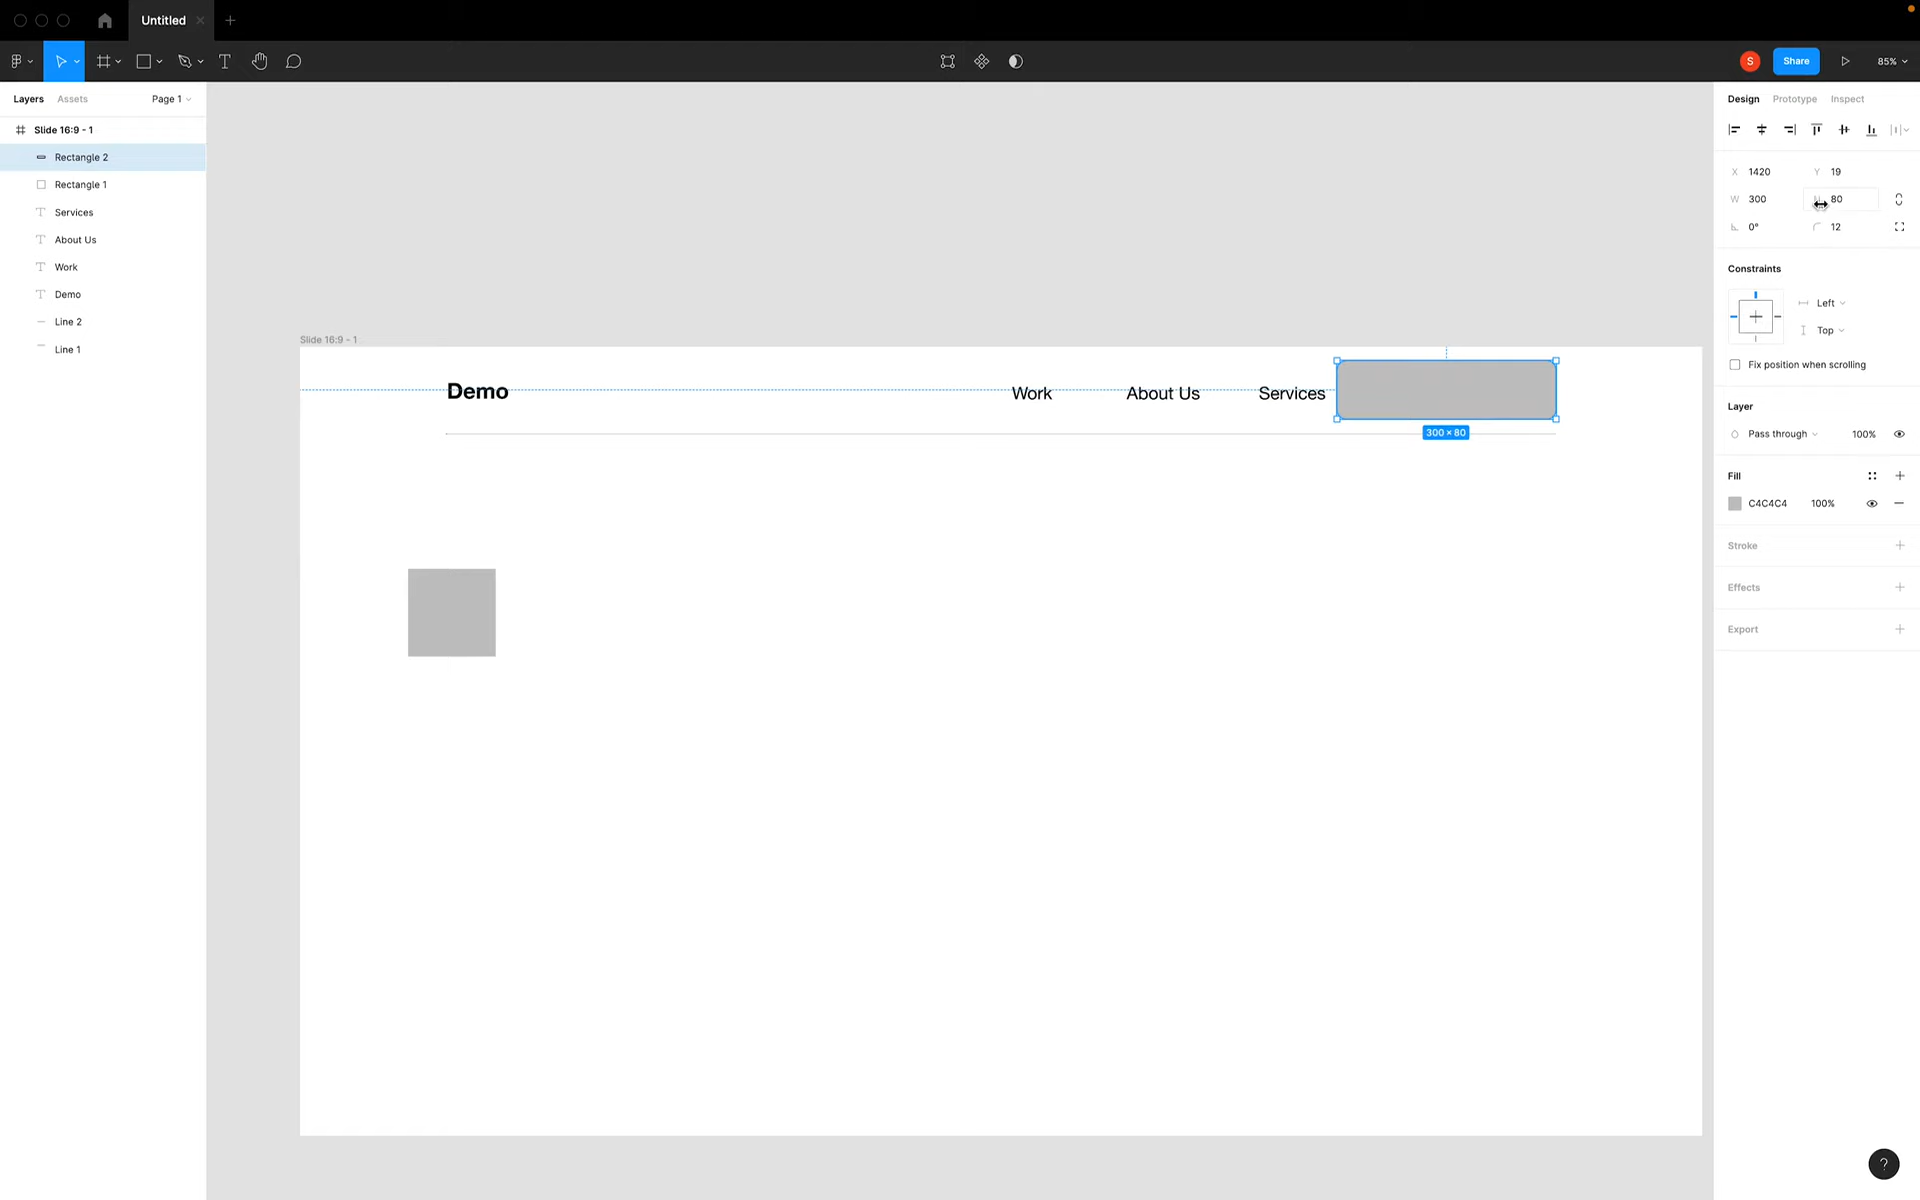 Untitled
S
Share
85%
Layers
Assets
Page 1
Design
Prototype
Inspect
Slide 16:9 - 1
Rectangle 2
Rectangle 1
Services
About Us
Work
Demo
Line 2
Line 1
X 1420
Y 19
W 300
80
0°
12
Constraints
Left
Top
Fix position when scrolling
Layer
Pass through
100%
Fill
C4C4C4
100%
Stroke
Effects
Export
Slide 16:9 - 1
Demo
Work
About Us
Services
300 × 80
?